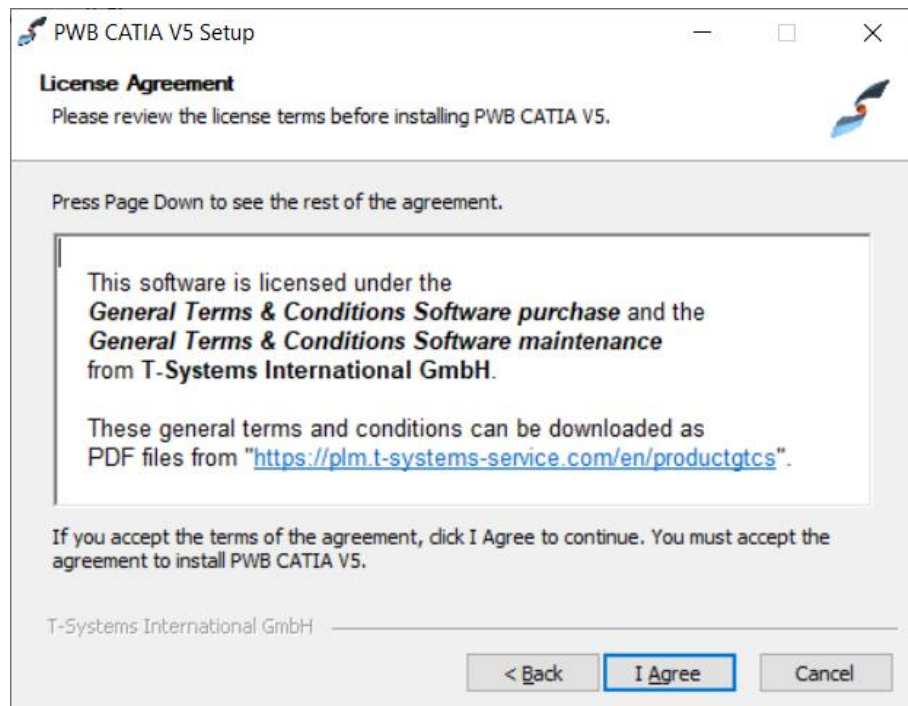 PWB CATIA V5 Setup
License Agreement
Please review the license terms before installing PWB CATIA V5.
Press Page Down to see the rest of the agreement.
This software is licensed under the
General Terms & Conditions Software purchase and the
General Terms & Conditions Software maintenance
from T-Systems International GmbH.
These general terms and conditions can be downloaded as
PDF files from "https://plm.t-systems-service.com/en/productgtcs".
If you accept the terms of the agreement, click I Agree to continue. You must accept the
agreement to install PWB CATIA V5.
T-Systems International GmbH
< Back I Agree Cancel